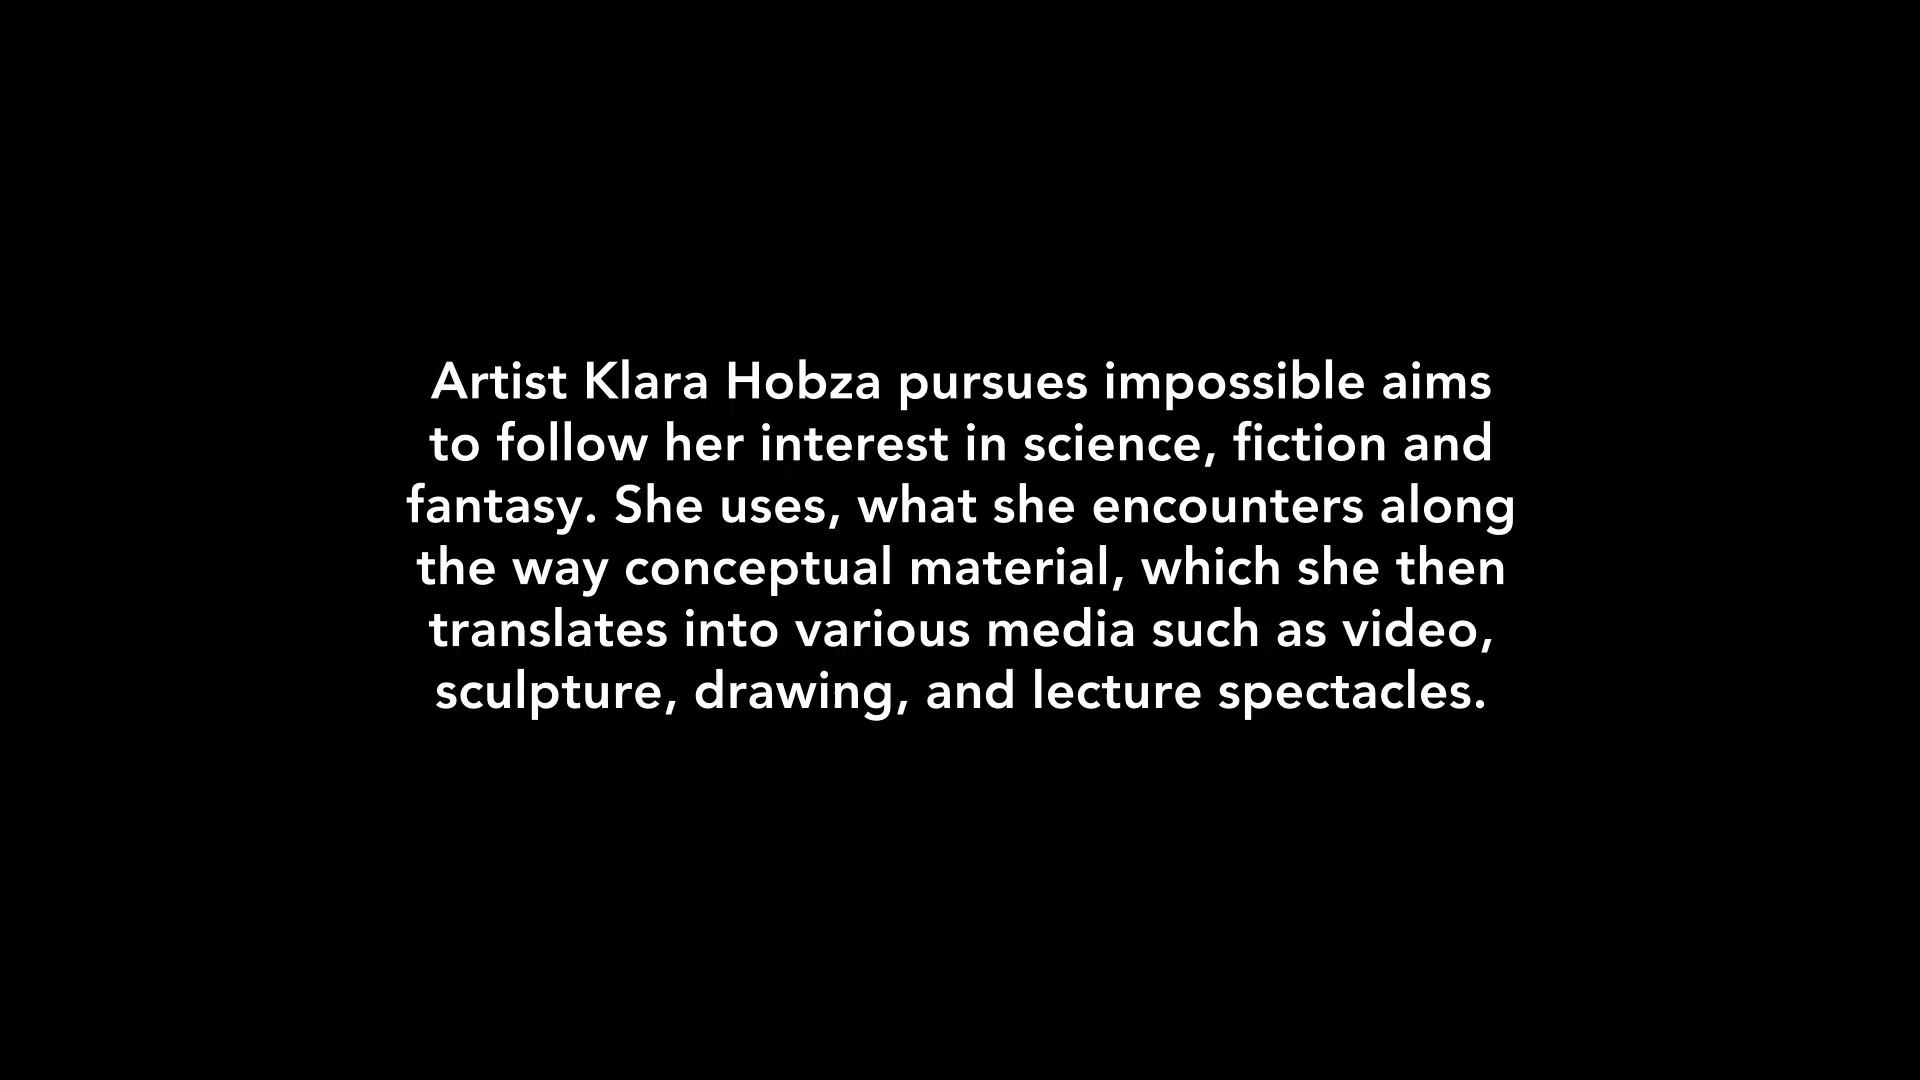 Artist Klara Hobza pursues impossible aims
to follow her interest in science, fiction and
fantasy. She uses, what she encounters along
the way conceptual material, which she then
translates into various media such as video,
sculpture, drawing, and lecture spectacles.